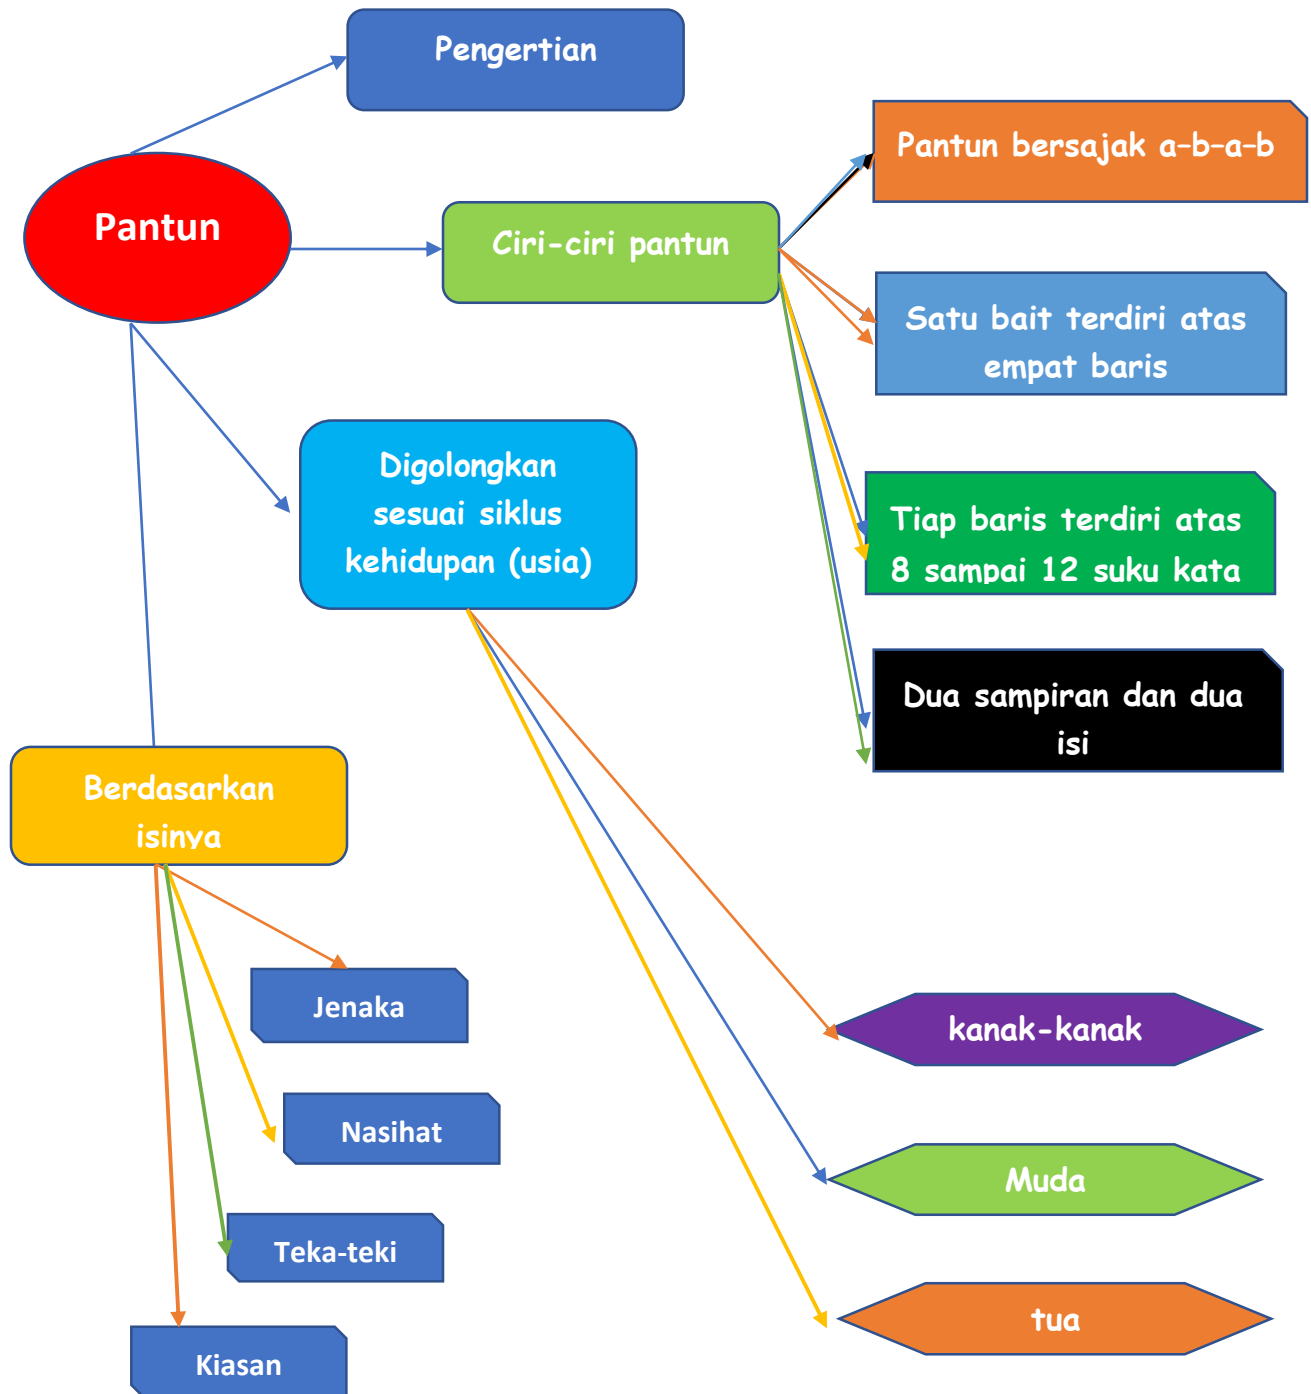 Pengertian
Pantun bersajak a-b-a-b
Pantun
Ciri-ciri pantun
Satu bait terdiri atas
empat baris
Digolongkan
sesuai siklus
kehidupan (usia)
Tiap baris terdiri atas
8 sampai 12 suku kata
Dua sampiran dan dua
isi
Berdasarkan
isinya
Jenaka
kanak-kanak
Nasihat
Muda
Teka-teki
tua
Kiasan